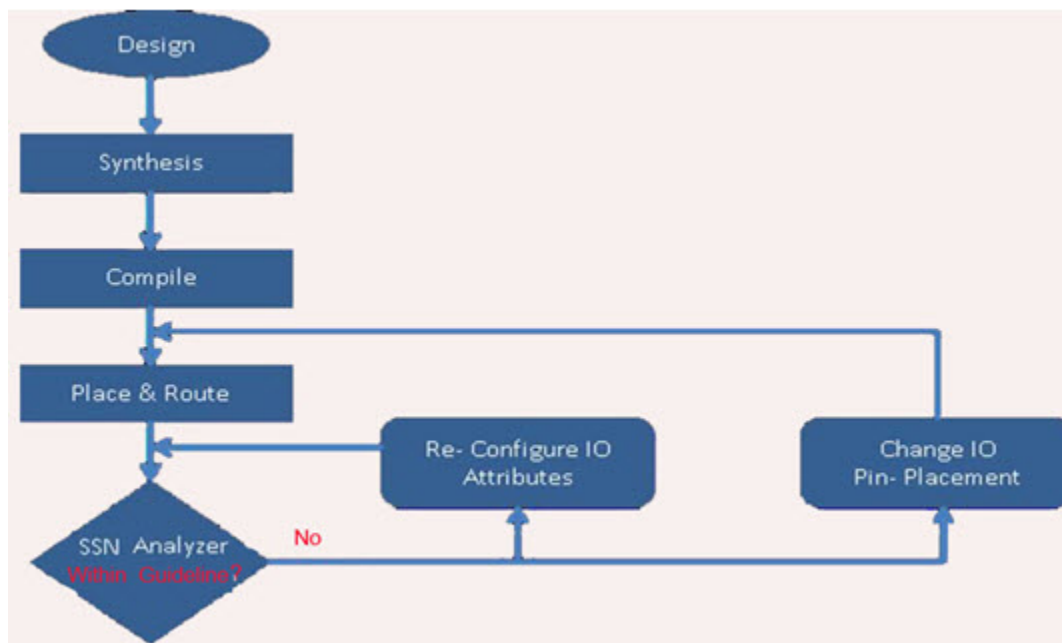 Design
Synthesis
Compile
Place & Route
Re- Configure IO
Attributes
Change IO
Pin- Placement
SSN Analyzer
Within Guideline?
No